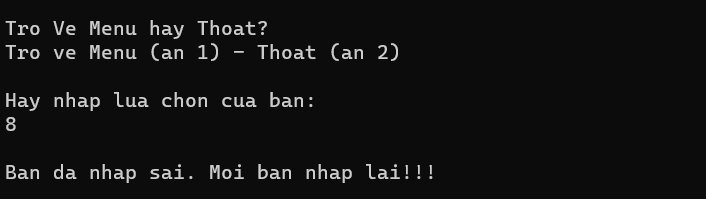 Tro Ve Menu hay Thoat?
Tro ve Menu (an 1) - Thoat (an 2)
Hay nhap lua chon cua ban:
8
Ban da nhap sai. Moi ban nhap lai!!!